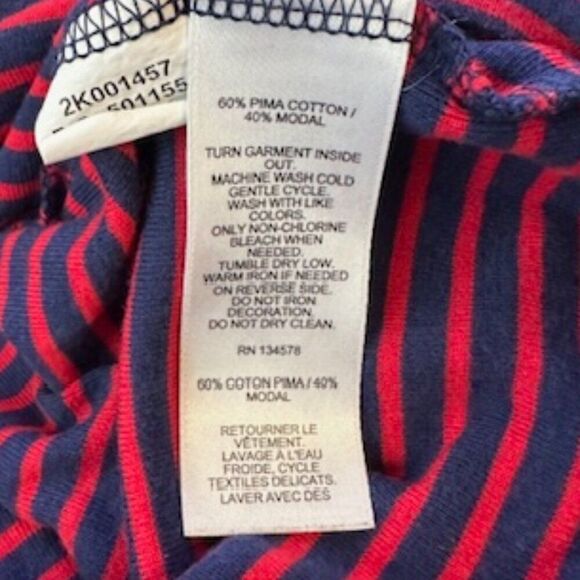 2K001457
501155
60% PIMA COTTON /
40% MODAL
TURN GARMENT INSIDE
OUT.
MACHINE WASH COLD
GENTLE CYCLE.
WASH WITH LIKE
COLORS.
ONLY NON-CHLORINE
BLEACH WHEN
NEEDED.
TUMBLE DRY LOW.
WARM IRON IF NEEDED
ON REVERSE SIDE.
DO NOT IRON
DECORATION.
DO NOT DRY CLEAN.
RN 134578
60% COTON PIMA / 40%
MODAL
RETOURNER LE
VÊTEMENT.
LAVAGE À L'EAU
FROIDE, CYCLE
TEXTILES DÉLICATS.
LAVER AVEC DES